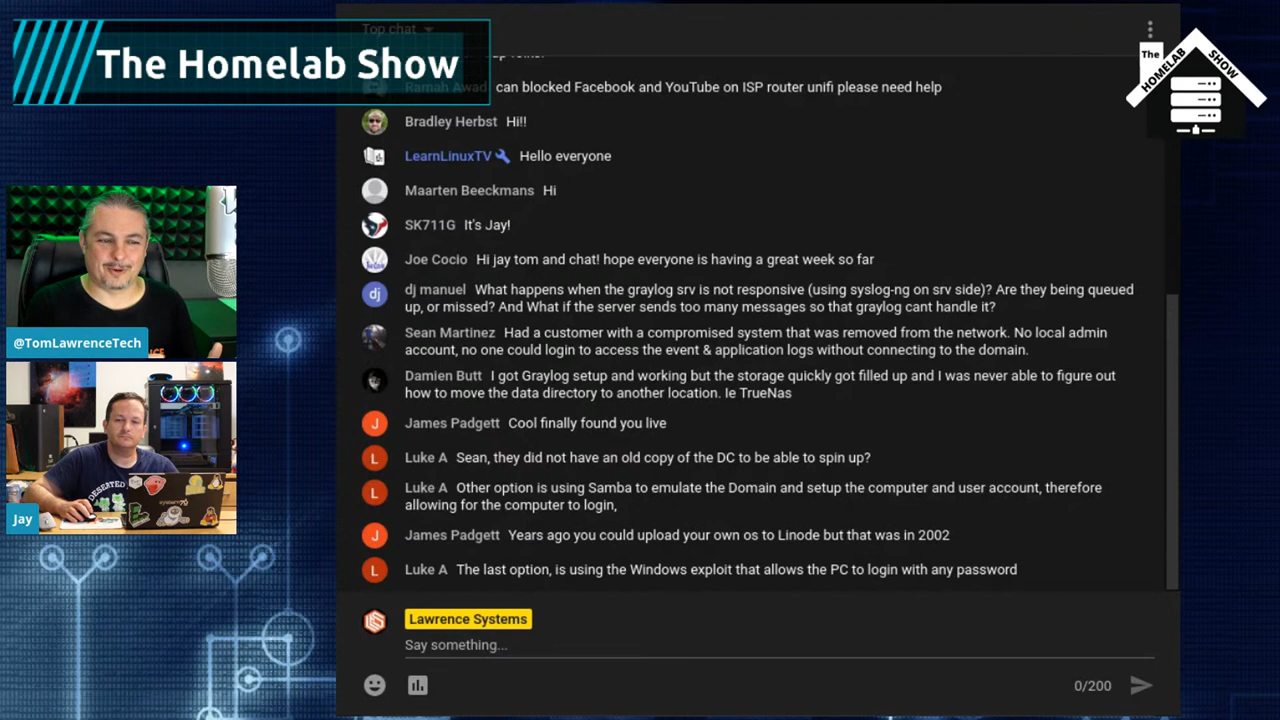 The Homelab Show
Top chat
Ramah Awad can blocked Facebook and YouTube on ISP router unifi please need help
Bradley Herbst Hi!!
LearnLinuxTV Hello everyone
Maarten Beeckmans Hi
SK711G It's Jay!
Joe Cocio Hi jay tom and chat! hope everyone is having a great week so far
dj
dj manuel What happens when the graylog srv is not responsive (using syslog-ng on srv side)? Are they being queued
up, or missed? And What if the server sends too many messages so that graylog cant handle it?
Sean Martinez Had a customer with a compromised system that was removed from the network. No local admin
account, no one could login to access the event & application logs without connecting to the domain.
Damien Butt I got Graylog setup and working but the storage quickly got filled up and I was never able to figure out
how to move the data directory to another location. Ie TrueNas
J
James Padgett Cool finally found you live
L
Luke A Sean, they did not have an old copy of the DC to be able to spin up?
L
Luke A Other option is using Samba to emulate the Domain and setup the computer and user account, therefore
allowing for the computer to login,
J
James Padgett Years ago you could upload your own os to Linode but that was in 2002
L
Luke A The last option, is using the Windows exploit that allows the PC to login with any password
Lawrence Systems
Say something...
0/200
@TomLawrenceTech
Jay
DESERTED
system76
The
HOMELAB
SHOW